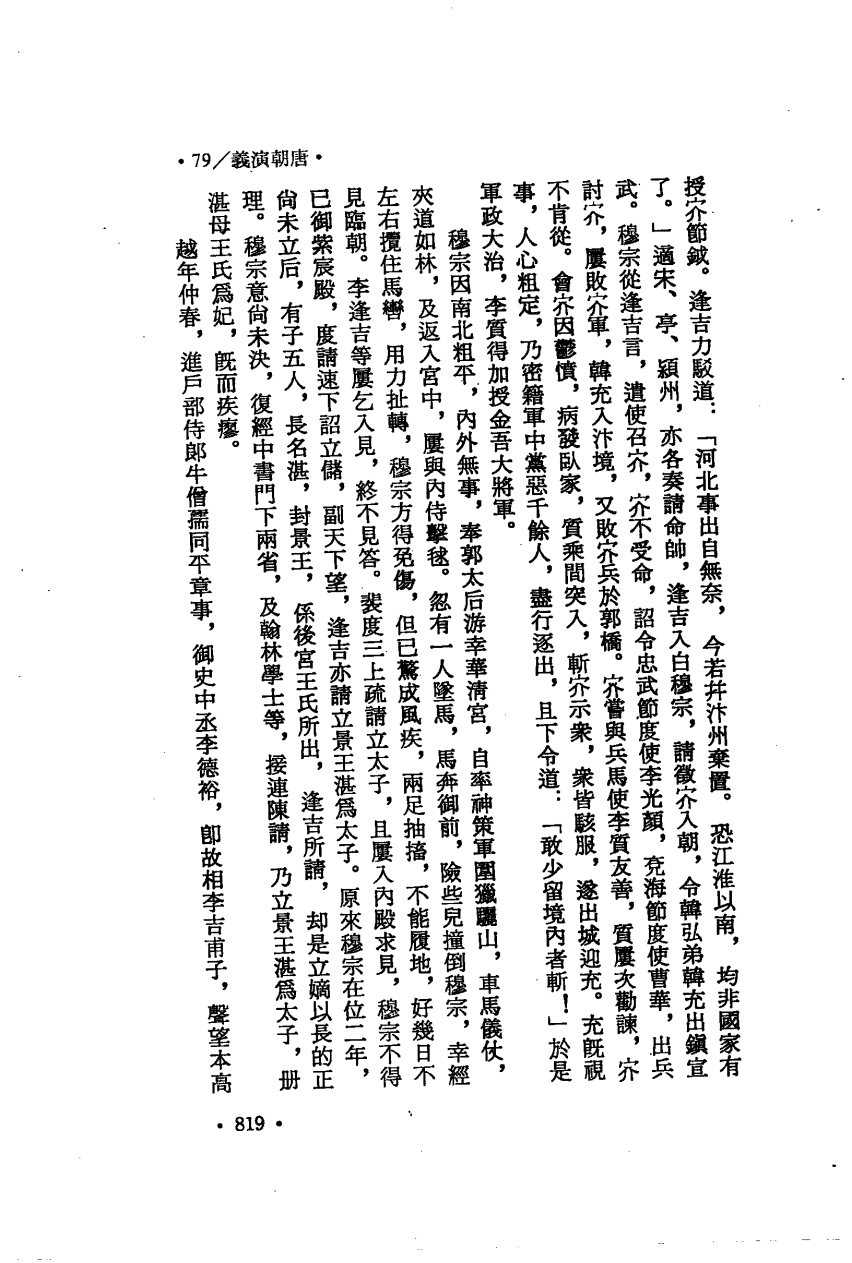 ・79／義演朝唐・
授㝏節鉞。逢吉力駁道：「河北事出自無奈，今若幷汴州棄置。恐江淮以南，均非國家有
了。」適宋、亭、潁州，亦各奏請命帥，逢吉入白穆宗，請徵㝏入朝，令韓弘弟韓充出鎭宣
武。穆宗從逢吉言，遣使召㝏，㝏不受命，詔令忠武節度使李光顏，兗海節度使曹華，出兵
討㝏，屢敗㝏軍，韓充入汴境，又敗㝏兵於郭橋。㝏嘗與兵馬使李質友善，質屢次勸諫，㝏
不肯從。會㝏因鬱憤，病發臥家，質乘間突入，斬㝏示衆，衆皆駭服，遂出城迎充。充旣視
事，人心粗定，乃密籍軍中黨惡千餘人，盡行逐出，且下令道：「敢少留境內者斬！」於是
軍政大治，李質得加授金吾大將軍。
穆宗因南北粗平，內外無事，奉郭太后游幸華淸宮，自率神策軍圍獵驪山，車馬儀仗，
夾道如林，及返入宮中，屢與內侍擊毬。忽有一人墜馬，馬奔御前，險些兒撞倒穆宗，幸經
左右攬住馬轡，用力扯轉，穆宗方得免傷，但已驚成風疾，兩足抽搐，不能履地，好幾日不
見臨朝。李逢吉等屢乞入見，終不見答。裴度三上疏請立太子，且屢入內殿求見，穆宗不得
已御紫宸殿，度請速下詔立儲，副天下望，逢吉亦請立景王湛爲太子。原來穆宗在位二年，
尙未立后，有子五人，長名湛，封景王，係後宮王氏所出，逢吉所請，却是立嫡以長的正
理。穆宗意尙未決，復經中書門下兩省，及翰林學士等，接連陳請，乃立景王湛爲太子，册
湛母王氏爲妃，旣而疾瘳。
越年仲春，進戶部侍郞牛僧孺同平章事，御史中丞李德裕，卽故相李吉甫子，聲望本高
・819・